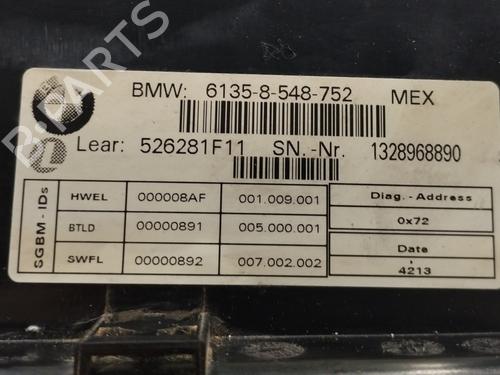 B-PARTS
BMW: 6135-8-548-752 MEX
Lear: 526281F11 SN.-Nr. 1328968890
SGBM-IDs
HWEL 000008AF 001.009.001 Diag.-Address
BTLD 00000891 005.000.001 0x72
SWFL 00000892 007.002.002 Date
4213